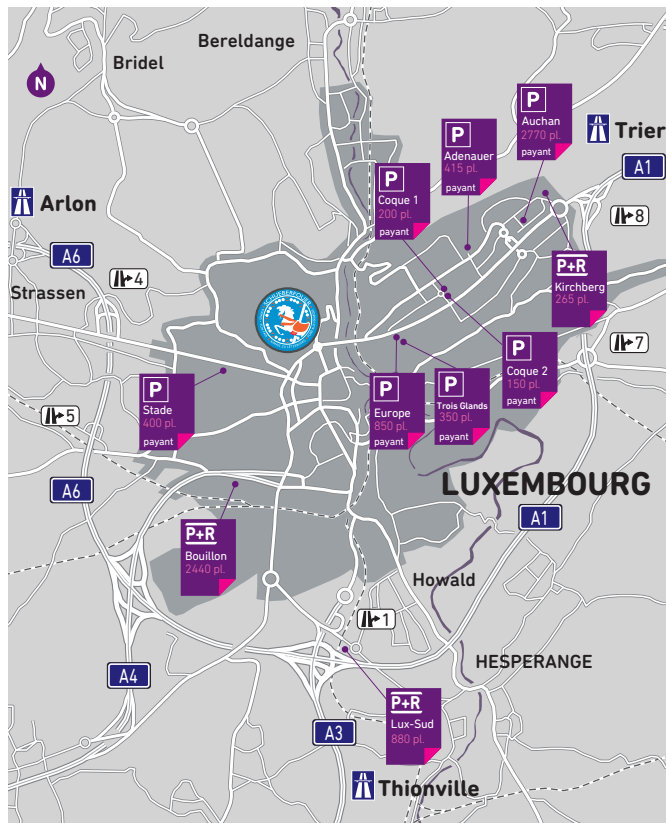 Bereldange
Bridel
N
P
Auchan
2770 pl.
payant
Trier
P
Adenauer
415 pl.
payant
A1
P
Coque 1
200 pl.
payant
Arlon
8
A6
P+R
Kirchberg
265 pl.
4
Strassen
SCHUEBERFOUER
7
P
Coque 2
150 pl.
payant
P
Stade
400 pl.
payant
P
Europe
850 pl.
payant
P
Trois Glands
350 pl.
payant
5
LUXEMBOURG
A6
A1
P+R
Bouillon
2440 pl.
Howald
1
HESPERANGE
A4
P+R
Lux-Sud
880 pl.
A3
Thionville